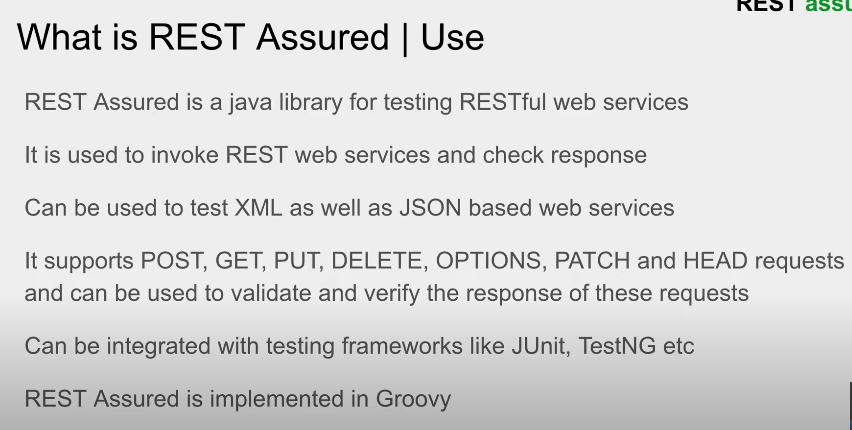 REST assu
What is REST Assured | Use
REST Assured is a java library for testing RESTful web services
It is used to invoke REST web services and check response
Can be used to test XML as well as JSON based web services
It supports POST, GET, PUT, DELETE, OPTIONS, PATCH and HEAD requests
and can be used to validate and verify the response of these requests
Can be integrated with testing frameworks like JUnit, TestNG etc
REST Assured is implemented in Groovy